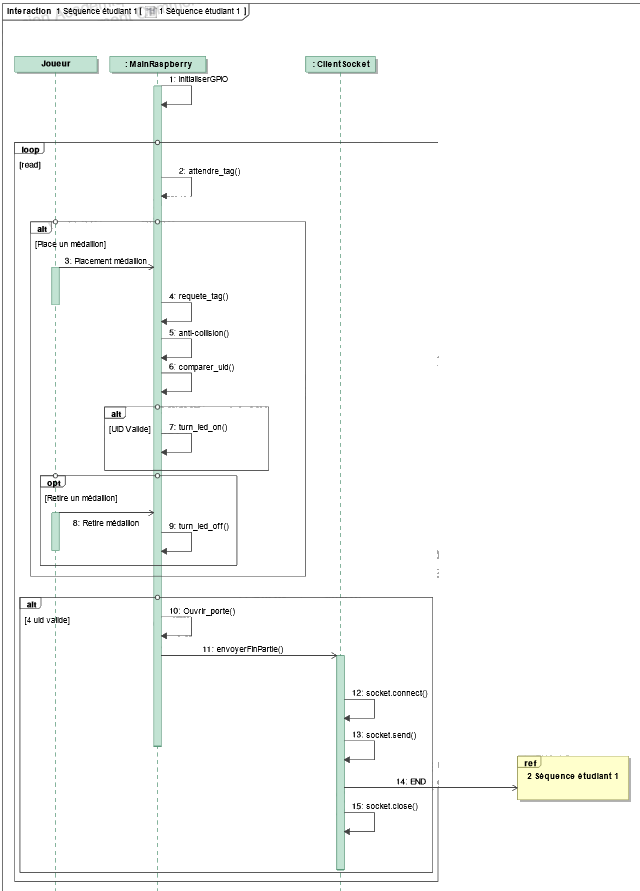 Interaction 1 Séquence étudiant 1 [ 1 Séquence étudiant 1 ]
Joueur
: MainRaspberry
: ClientSocket
1: InitialiserGPIO
loop
[read]
2: attendre_tag()
alt
[Place un médaillon]
3: Placement médaillon
4: requete_tag()
5: anti-collision()
6: comparer_uid()
alt
[UID Valide]
7: turn_led_on()
opt
[Retire un médaillon]
8: Retire médaillon
9: turn_led_off()
alt
[4 uid valide]
10: Ouvrir_porte()
11: envoyerFinPartie()
12: socket.connect()
13: socket.send()
ref
2 Séquence étudiant 1
14: END
15: socket.close()